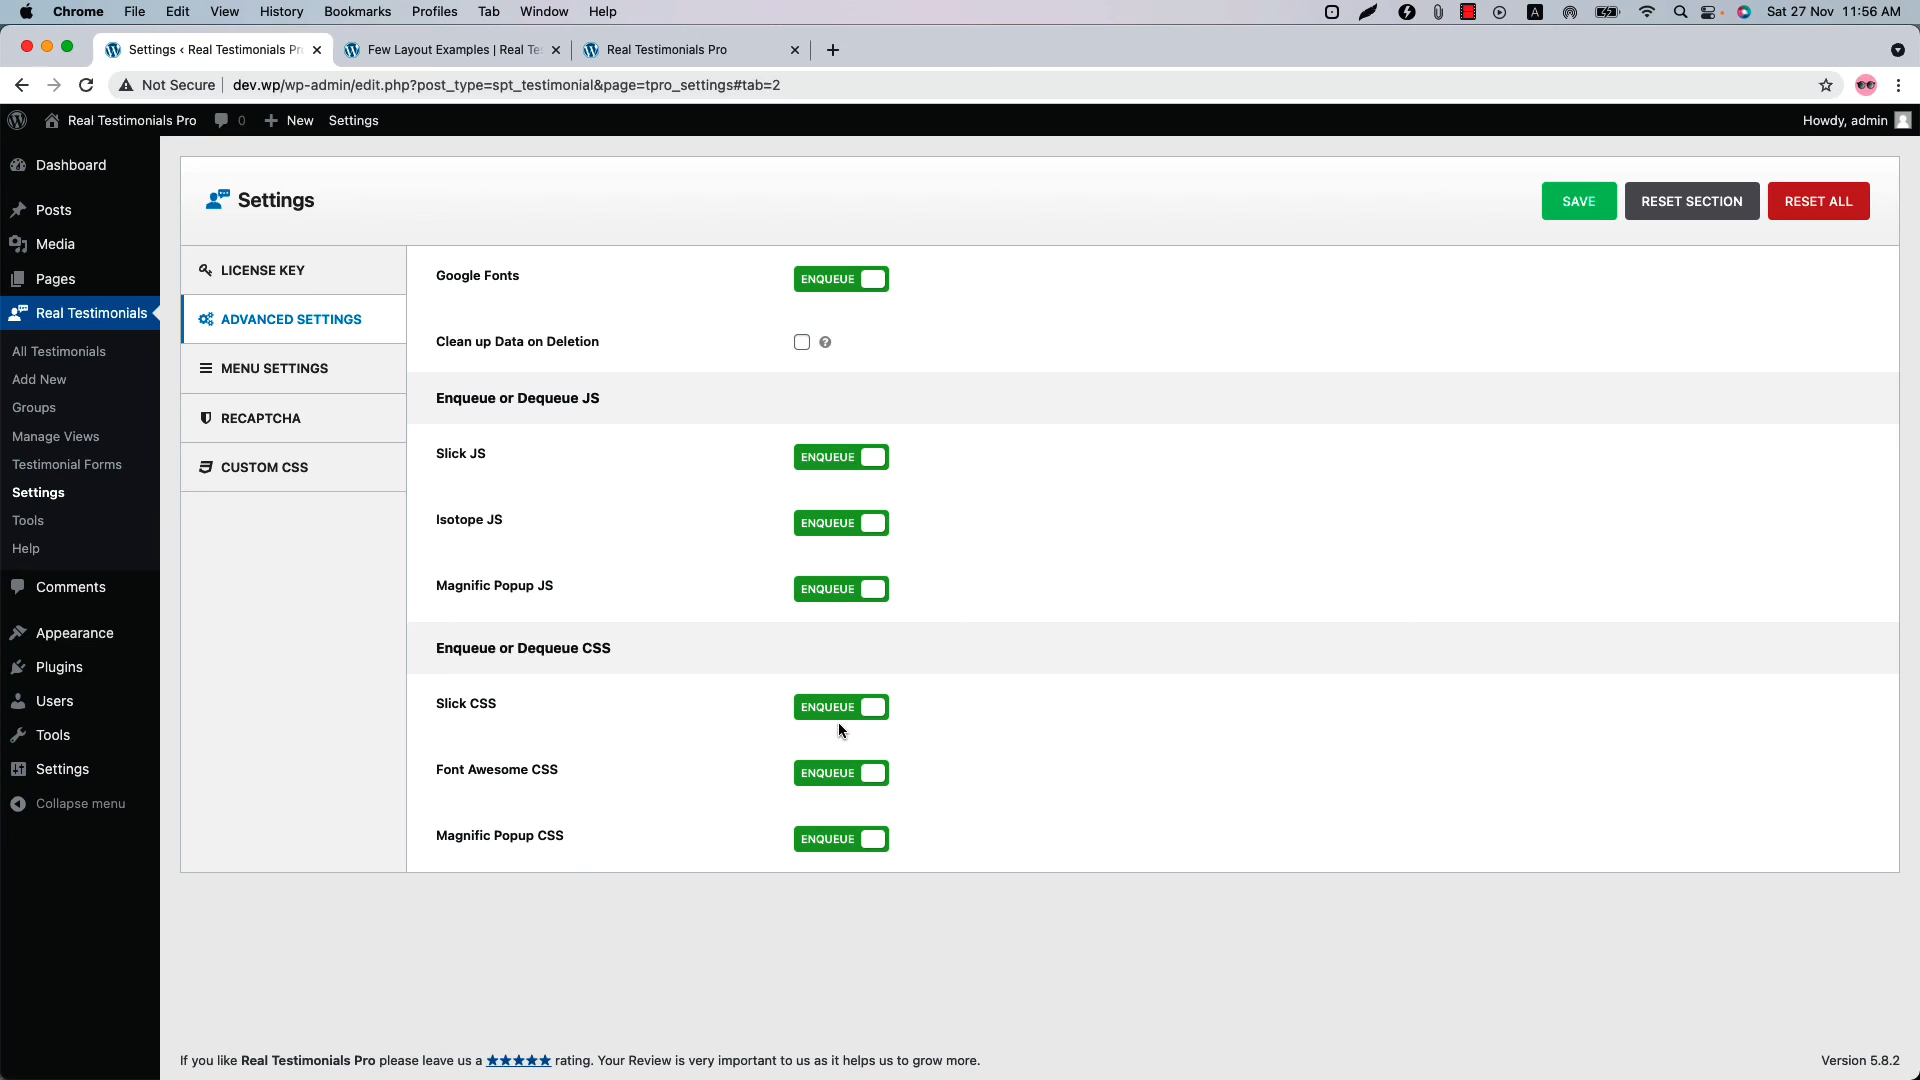 Chrome File Edit View History Bookmarks Profiles Tab Window Help
A Sat 27 Nov 11:56 AM
Settings ‹ Real Testimonials Pr
Few Layout Examples | Real Te
Real Testimonials Pro
Not Secure dev.wp/wp-admin/edit.php?post_type=spt_testimonial&page=tpro_settings#tab=2
Real Testimonials Pro 0 New Settings
Howdy, admin
Dashboard
Posts
Media
Pages
Real Testimonials
All Testimonials
Add New
Groups
Manage Views
Testimonial Forms
Settings
Tools
Help
Comments
Appearance
Plugins
Users
Tools
Settings
Collapse menu
Settings
SAVE
RESET SECTION
RESET ALL
LICENSE KEY
ADVANCED SETTINGS
MENU SETTINGS
RECAPTCHA
CUSTOM CSS
Google Fonts ENQUEUE
Clean up Data on Deletion ?
Enqueue or Dequeue JS
Slick JS ENQUEUE
Isotope JS ENQUEUE
Magnific Popup JS ENQUEUE
Enqueue or Dequeue CSS
Slick CSS ENQUEUE
Font Awesome CSS ENQUEUE
Magnific Popup CSS ENQUEUE
If you like Real Testimonials Pro please leave us a ★★★★★ rating. Your Review is very important to us as it helps us to grow more.
Version 5.8.2